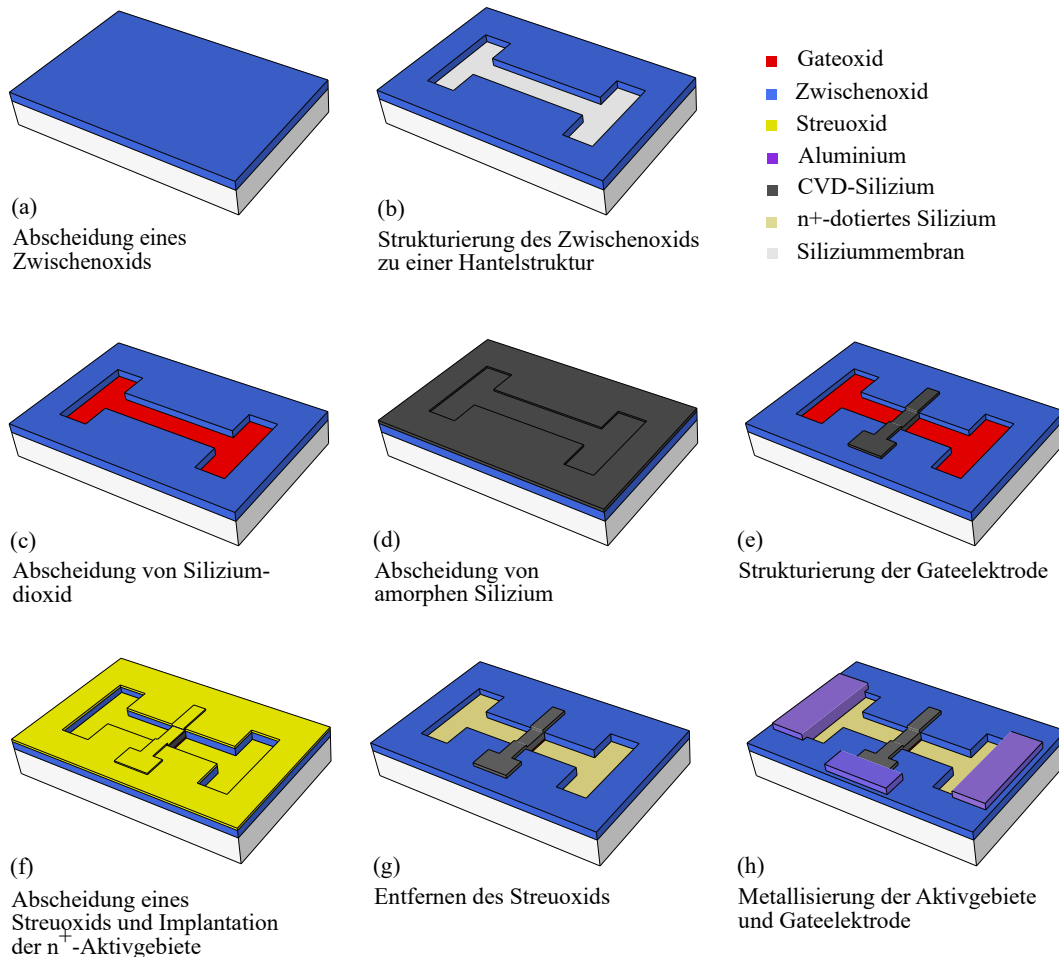 (a)
Abscheidung eines
Zwischenoxids
(b)
Strukturierung des Zwischenoxids
zu einer Hantelstruktur
Gateoxid
Zwischenoxid
Streuoxid
Aluminium
CVD-Silizium
n+-dotiertes Silizium
Siliziummembran
(c)
Abscheidung von Silizium-
dioxid
(d)
Abscheidung von
amorphen Silizium
(e)
Strukturierung der Gateelektrode
(f)
Abscheidung eines
Streuoxids und Implantation
der n⁺-Aktivgebiete
(g)
Entfernen des Streuoxids
(h)
Metallisierung der Aktivgebiete
und Gateelektrode